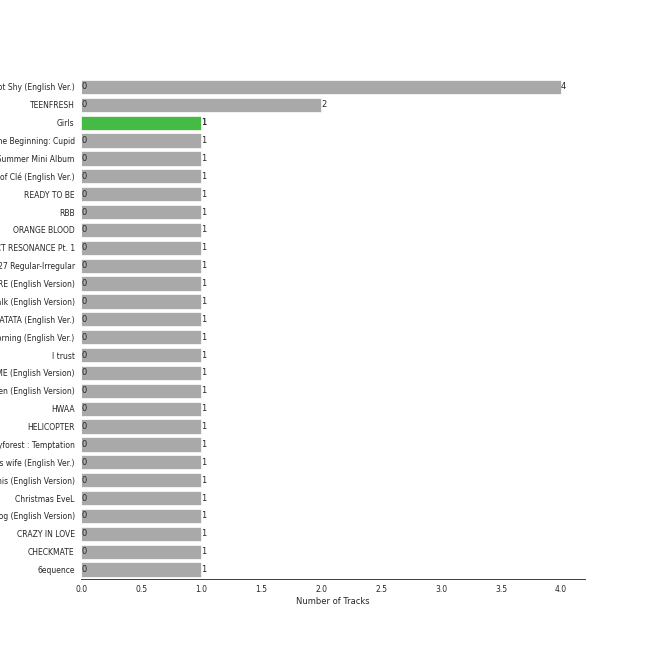 ot Shy (English Ver.) 0 4
TEENFRESH 0 2
Girls 1
he Beginning: Cupid 0 1
Summer Mini Album 0 1
of Clé (English Ver.) 0 1
READY TO BE 0 1
RBB 0 1
ORANGE BLOOD 0 1
CT RESONANCE Pt. 1 0 1
27 Regular-Irregular 0 1
RE (English Version) 0 1
alk (English Version) 0 1
ATATA (English Ver.) 0 1
orning (English Ver.) 0 1
I trust 0 1
ME (English Version) 0 1
en (English Version) 0 1
HWAA 0 1
HELICOPTER 0 1
yforest : Temptation 0 1
s wife (English Ver.) 0 1
his (English Version) 0 1
Christmas EveL 0 1
og (English Version) 0 1
CRAZY IN LOVE 0 1
CHECKMATE 0 1
6equence 0 1
0.0 0.5 1.0 1.5 2.0 2.5 3.0 3.5 4.0
Number of Tracks